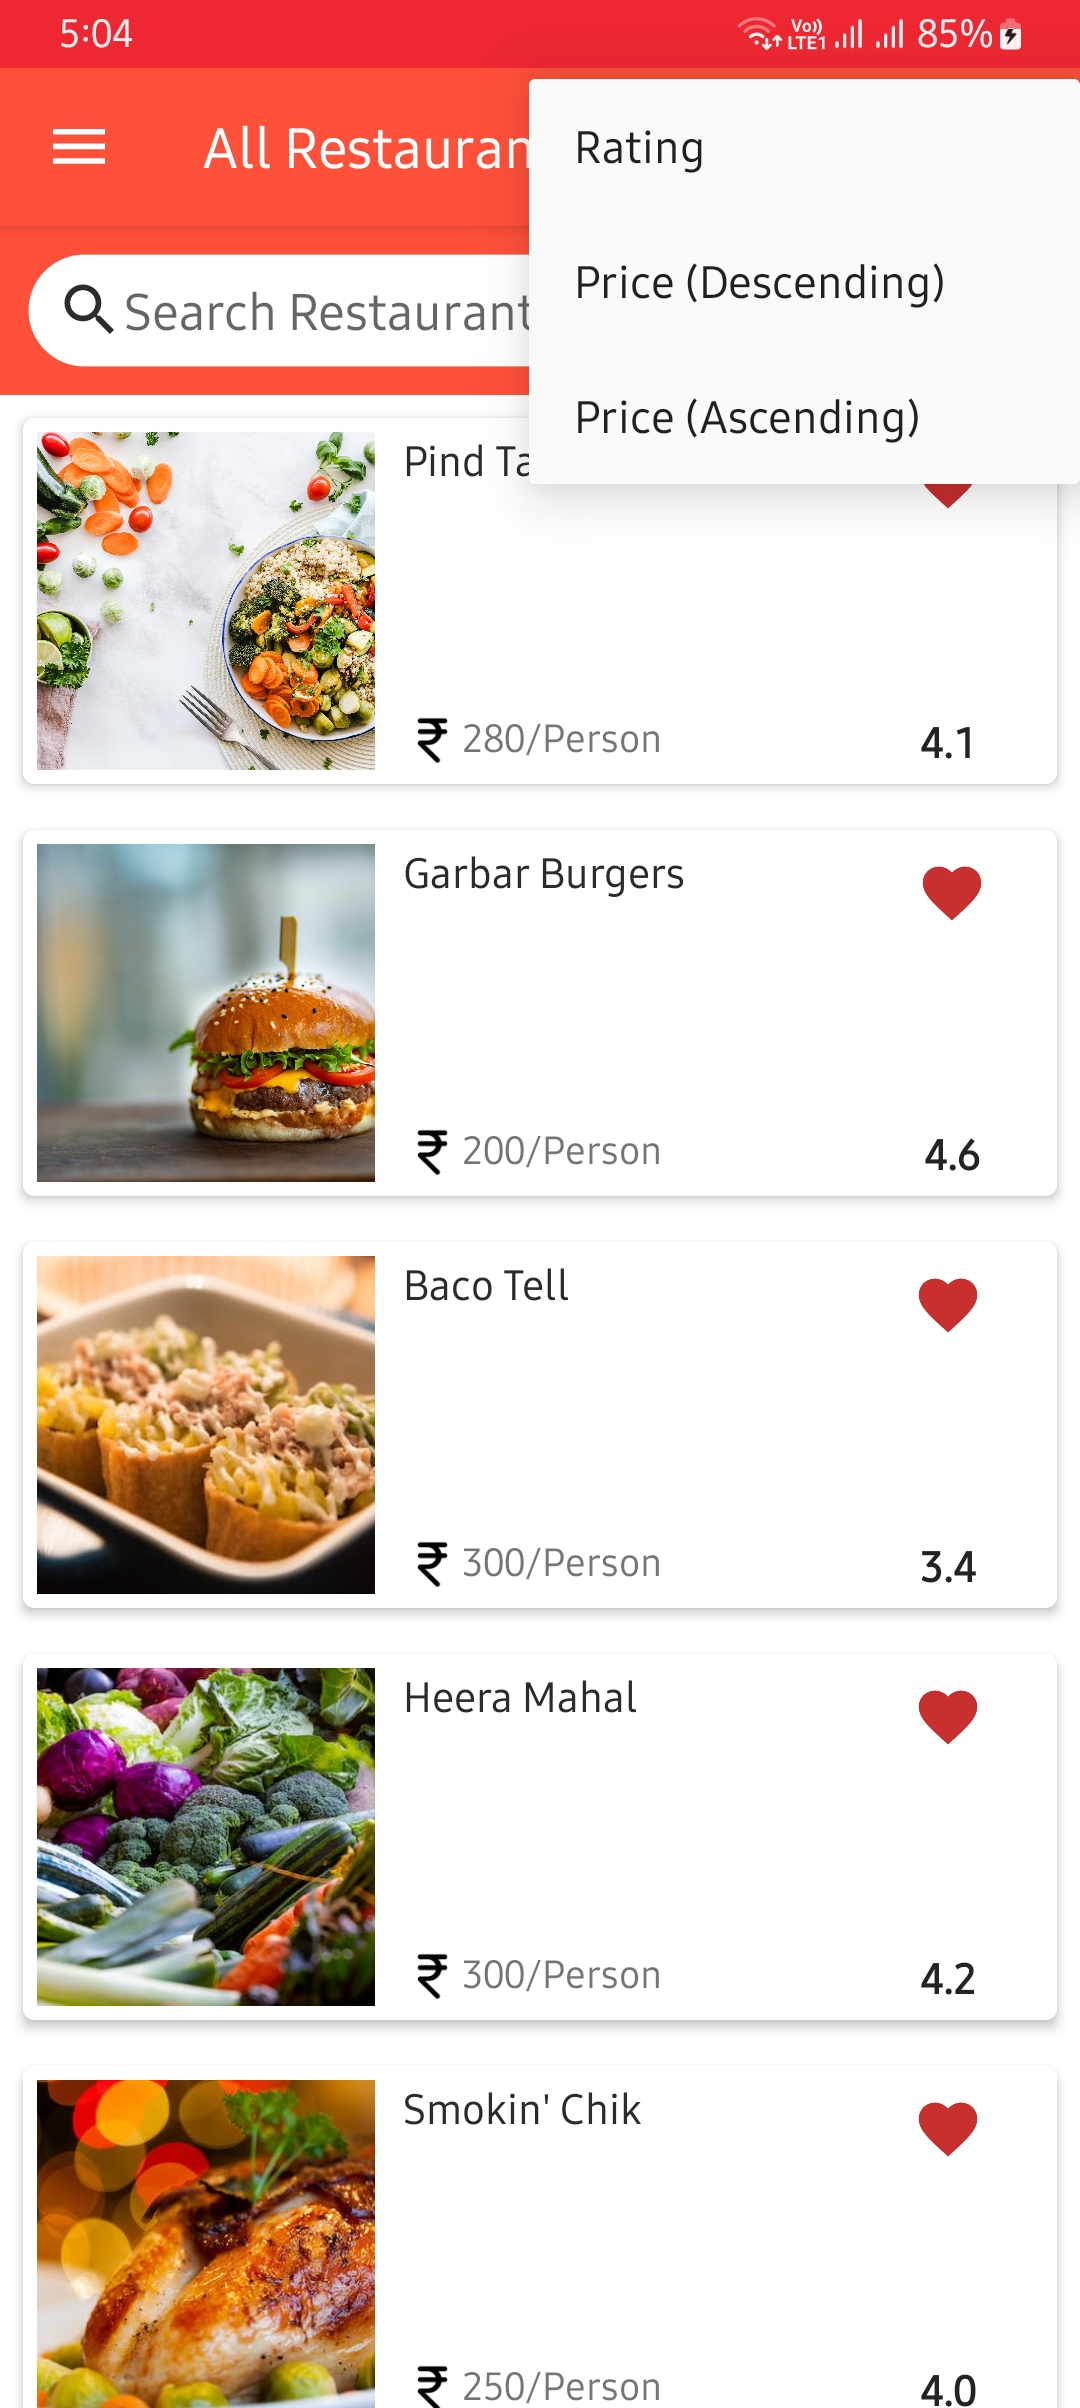 5:04
Vo)) LTE1 85%
All Restauran
Rating
Price (Descending)
Price (Ascending)
Search Restaurant
Pind Ta
₹ 280/Person 4.1
Garbar Burgers
₹ 200/Person 4.6
Baco Tell
₹ 300/Person 3.4
Heera Mahal
₹ 300/Person 4.2
Smokin' Chik
₹ 250/Person 4.0